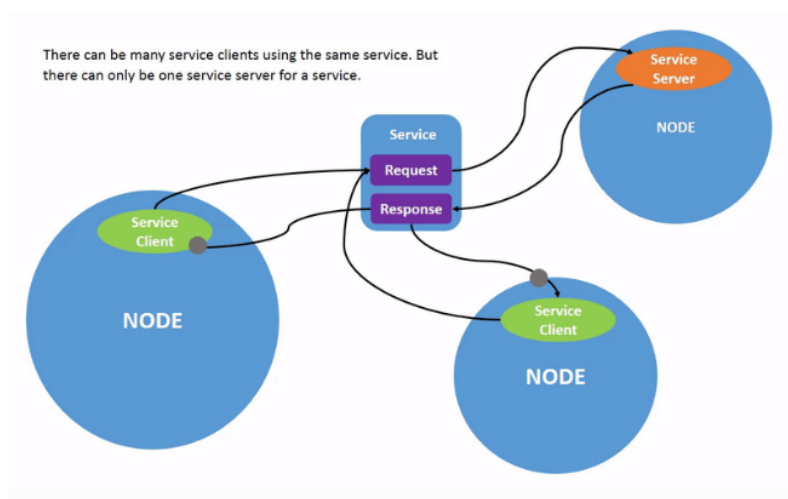 There can be many service clients using the same service. But
there can only be one service server for a service.
Service
Server
NODE
Service
Request
Response
Service
Client
NODE
Service
Client
NODE